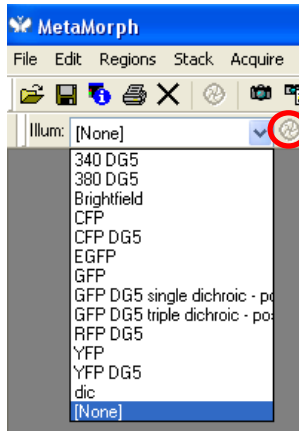 MetaMorph
File Edit Regions Stack Acquire
Illum: [None]
340 DG5
380 DG5
Brightfield
CFP
CFP DG5
EGFP
GFP
GFP DG5 single dichroic -
GFP DG5 triple dichroic -
RFP DG5
YFP
YFP DG5
dic
[None]